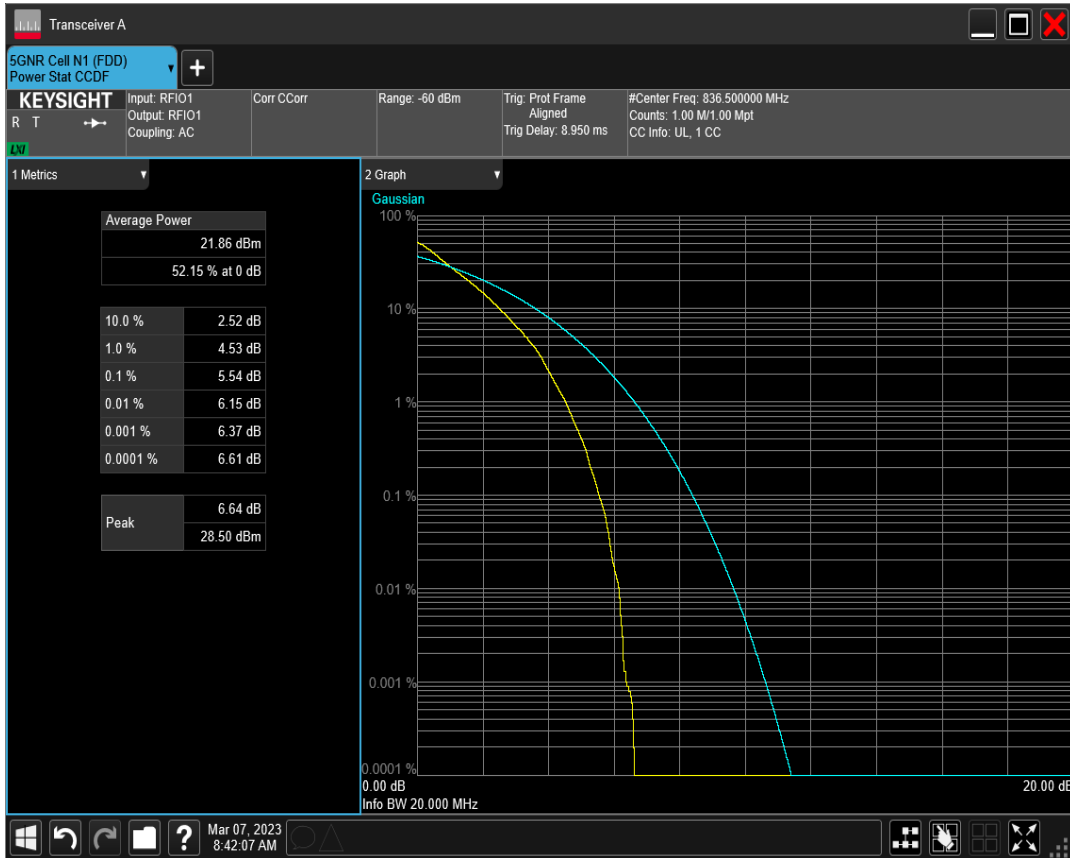 Transceiver A
5GNR Cell N1 (FDD)
Power Stat CCDF
+
KEYSIGHT
R T
LXI
Input: RFIO1
Output: RFIO1
Coupling: AC
Corr CCorr
Range: -60 dBm
Trig: Prot Frame
Aligned
Trig Delay: 8.950 ms
#Center Freq: 836.500000 MHz
Counts: 1.00 M/1.00 Mpt
CC Info: UL, 1 CC
1 Metrics
Average Power
21.86 dBm
52.15 % at 0 dB
10.0 % 2.52 dB
1.0 % 4.53 dB
0.1 % 5.54 dB
0.01 % 6.15 dB
0.001 % 6.37 dB
0.0001 % 6.61 dB
Peak
6.64 dB
28.50 dBm
2 Graph
Gaussian
100 %
10 %
1 %
0.1 %
0.01 %
0.001 %
0.0001 %
0.00 dB 20.00 dB
Info BW 20.000 MHz
?
Mar 07, 2023
8:42:07 AM